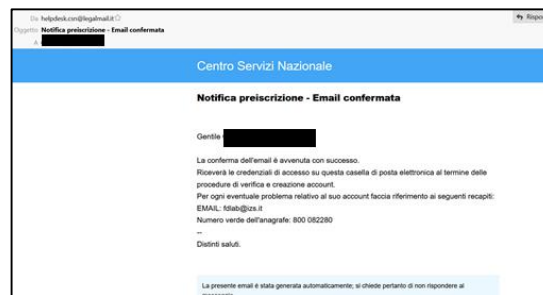 Da helpdesk.csn@legalmail.it
Rispon
Oggetto Notifica preiscrizione - Email confermata
A
Centro Servizi Nazionale
Notifica preiscrizione - Email confermata
Gentile
La conferma dell'email è avvenuta con successo.
Riceverà le credenziali di accesso su questa casella di posta elettronica al termine delle
procedure di verifica e creazione account.
Per ogni eventuale problema relativo al suo account faccia riferimento ai seguenti recapiti:
EMAIL: fdlab@izs.it
Numero verde dell'anagrafe: 800 082280
--
Distinti saluti.
La presente email é stata generata automaticamente; si chiede pertanto di non rispondere al